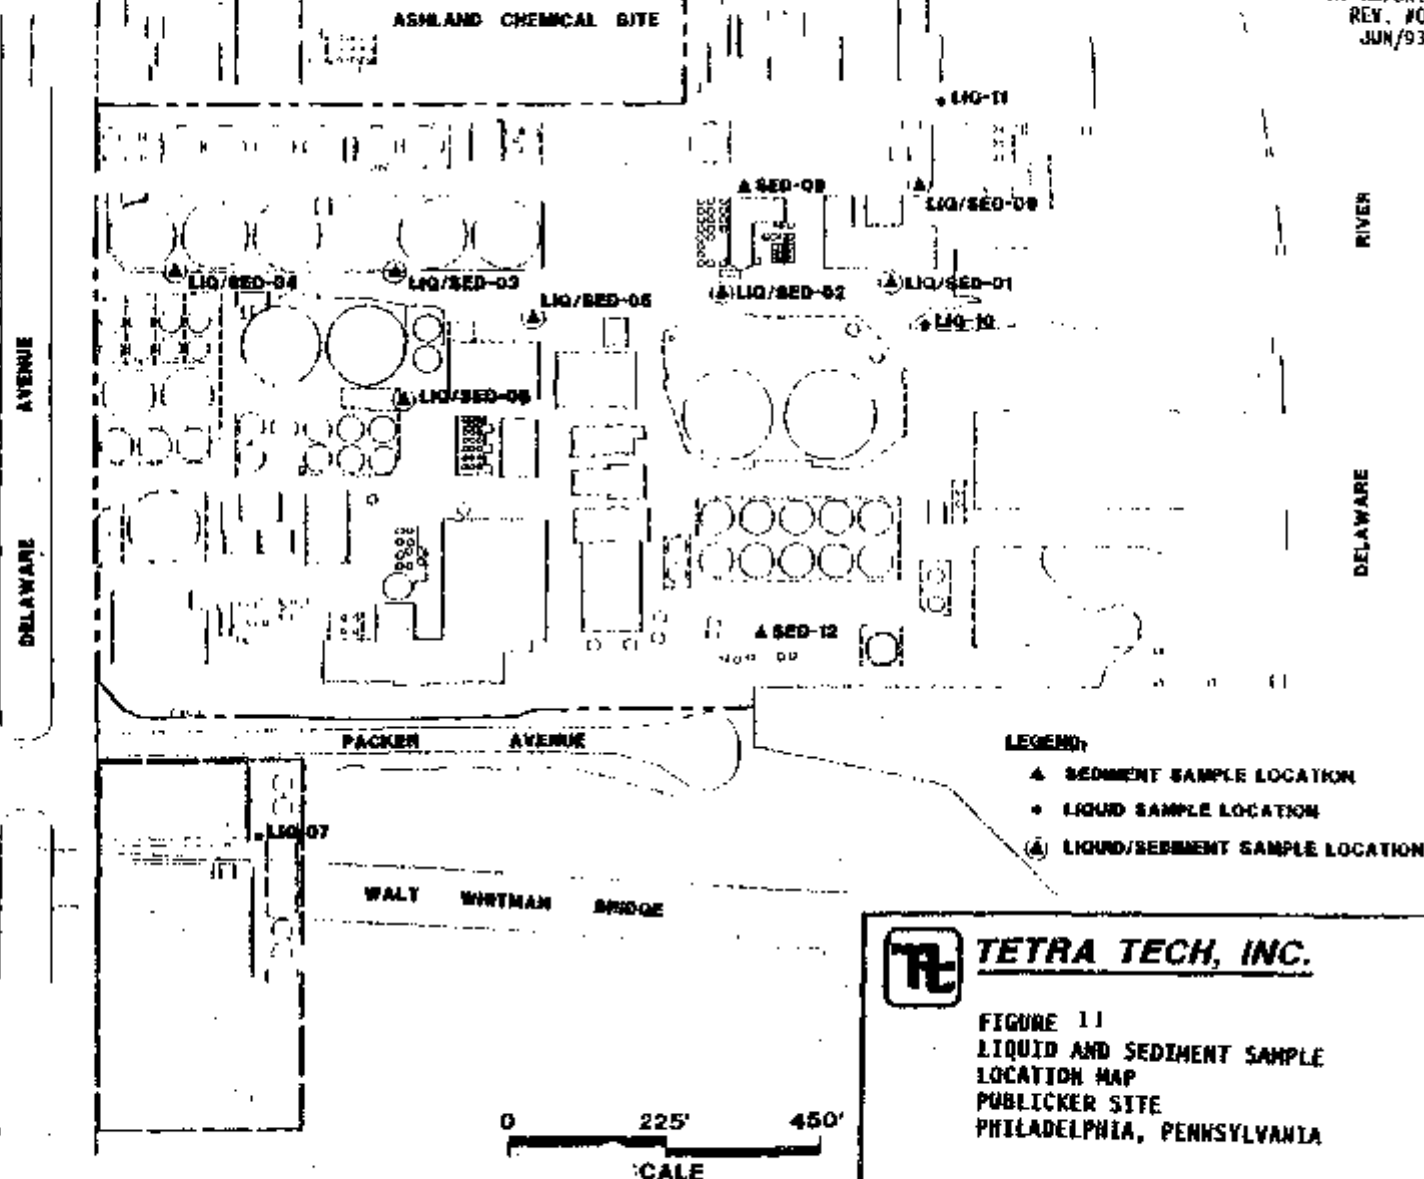 ASHLAND CHEMICAL SITE
REV. #0
JUN/93
LIQ-11
SED-08
LIQ/SED-09
LIQ/SED-04
LIQ/SED-03
LIQ/SED-02
LIQ/SED-01
LIQ/SED-05
LIQ-10
LIQ/SED-06
SED-12
AVENUE
DELAWARE
RIVER
DELAWARE
PACKER AVENUE
LIQ-07
WALT WHITMAN BRIDGE
LEGEND:
SEDIMENT SAMPLE LOCATION
LIQUID SAMPLE LOCATION
LIQUID/SEDIMENT SAMPLE LOCATION
TETRA TECH, INC.
FIGURE 11
LIQUID AND SEDIMENT SAMPLE
LOCATION MAP
PUBLICKER SITE
PHILADELPHIA, PENNSYLVANIA
0 225' 450'
CALE